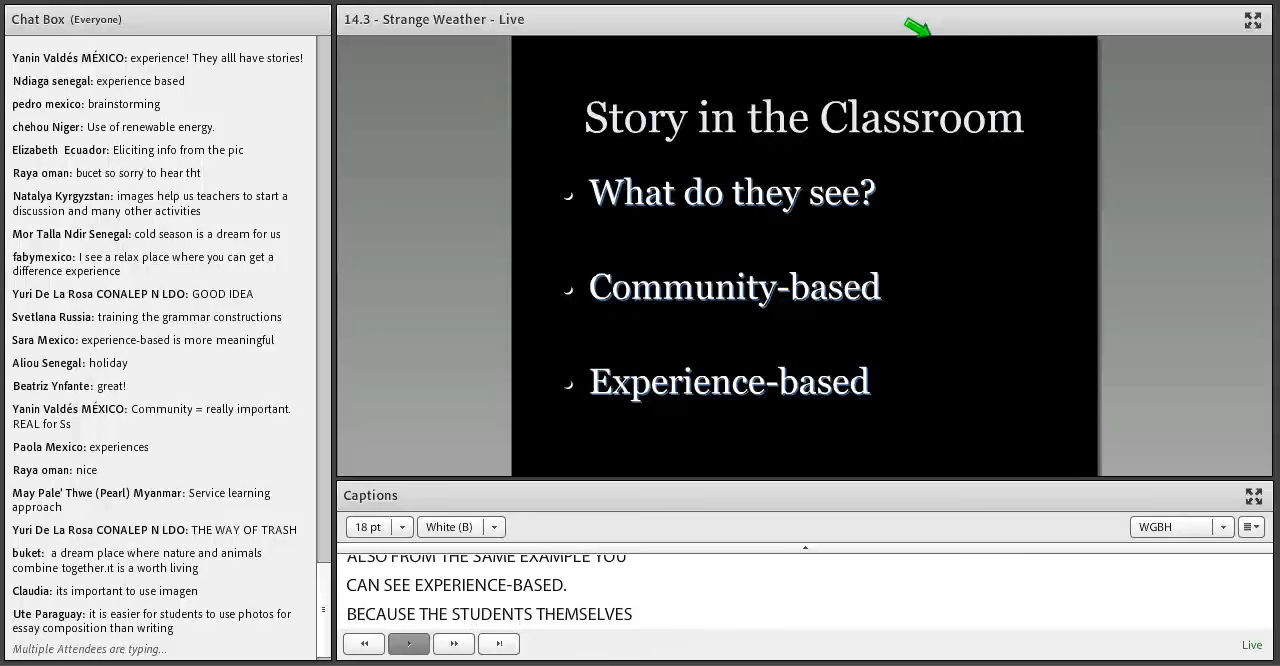 Chat Box (Everyone)
Yanin Valdés MÉXICO: experience! They alll have stories!
Ndiaga senegal: experience based
pedro mexico: brainstorming
chehou Niger: Use of renewable energy.
Elizabeth Ecuador: Eliciting info from the pic
Raya oman: bucet so sorry to hear tht
Natalya Kyrgyzstan: images help us teachers to start a
discussion and many other activities
Mor Talla Ndir Senegal: cold season is a dream for us
fabymexico: I see a relax place where you can get a
difference experience
Yuri De La Rosa CONALEP N LDO: GOOD IDEA
Svetlana Russia: training the grammar constructions
Sara Mexico: experience-based is more meaningful
Aliou Senegal: holiday
Beatriz Ynfante: great!
Yanin Valdés MÉXICO: Community = really important.
REAL for Ss
Paola Mexico: experiences
Raya oman: nice
May Pale' Thwe (Pearl) Myanmar: Service learning
approach
Yuri De La Rosa CONALEP N LDO: THE WAY OF TRASH
buket: a dream place where nature and animals
combine together.ıt is a worth living
Claudia: its important to use imagen
Ute Paraguay: it is easier for students to use photos for
essay composition than writing
Multiple Attendees are typing...
14.3 - Strange Weather - Live
Story in the Classroom
What do they see?
Community-based
Experience-based
Captions
18 pt
White (B)
WGBH
ALSO FROM THE SAME EXAMPLE YOU
CAN SEE EXPERIENCE-BASED.
BECAUSE THE STUDENTS THEMSELVES
Live